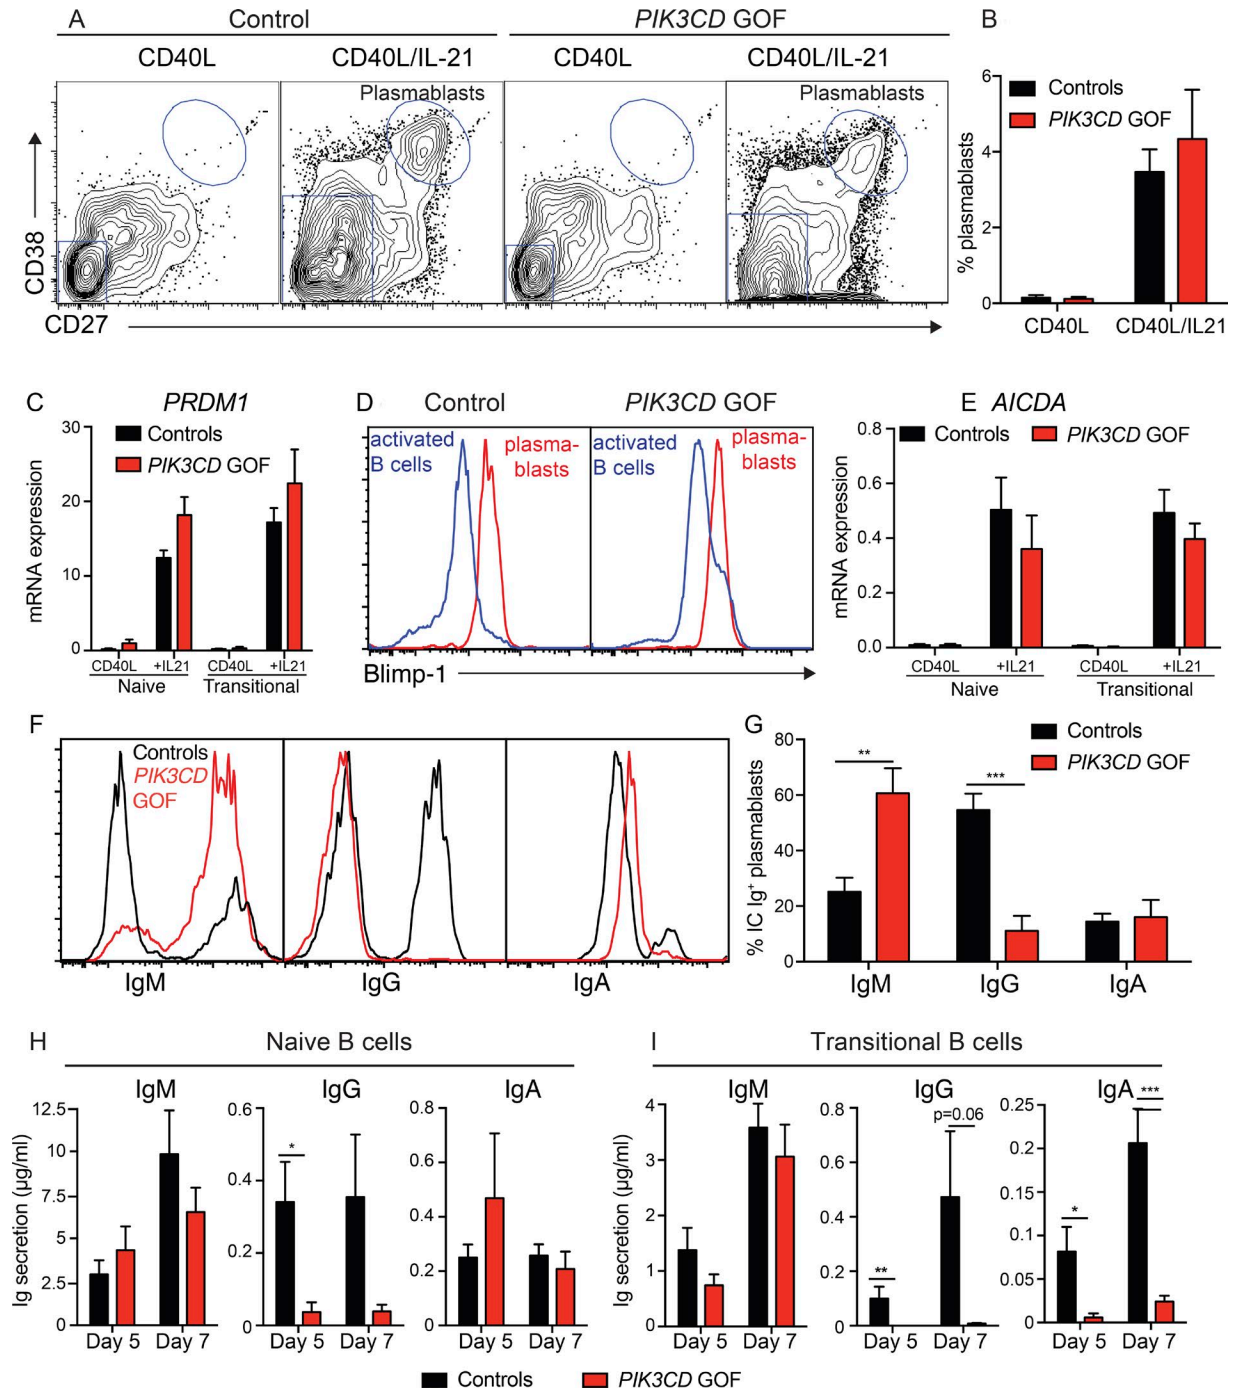 A
Control
PIK3CD GOF
CD40L
CD40L/IL-21
CD40L
CD40L/IL-21
Plasmablasts
Plasmablasts
CD38
CD27
B
6
4
2
0
% plasmablasts
Controls
PIK3CD GOF
CD40L
CD40L/IL21
C
PRDM1
30
20
10
0
mRNA expression
Controls
PIK3CD GOF
CD40L
+IL21
CD40L
+IL21
Naive
Transitional
D
Control
PIK3CD GOF
activated
B cells
plasma-
blasts
activated
B cells
plasma-
blasts
Blimp-1
E
AICDA
0.8
0.6
0.4
0.2
0.0
mRNA expression
Controls
PIK3CD GOF
CD40L
+IL21
CD40L
+IL21
Naive
Transitional
F
Controls
PIK3CD
GOF
IgM
IgG
IgA
G
Controls
PIK3CD GOF
80
60
40
20
0
% IC Ig+ plasmablasts
**
***
IgM
IgG
IgA
H
Naive B cells
IgM
IgG
IgA
Ig secretion (µg/ml)
12.5
10
7.5
5
2.5
0
Day 5
Day 7
0.6
0.4
0.2
0
*
Day 5
Day 7
0.8
0.6
0.4
0.2
0
Day 5
Day 7
I
Transitional B cells
IgM
IgG
IgA
Ig secretion (µg/ml)
4
3
2
1
0
Day 5
Day 7
0.8
0.6
0.4
0.2
0
**
p=0.06
Day 5
Day 7
0.25
0.2
0.15
0.1
0.05
0
*
***
Day 5
Day 7
Controls
PIK3CD GOF